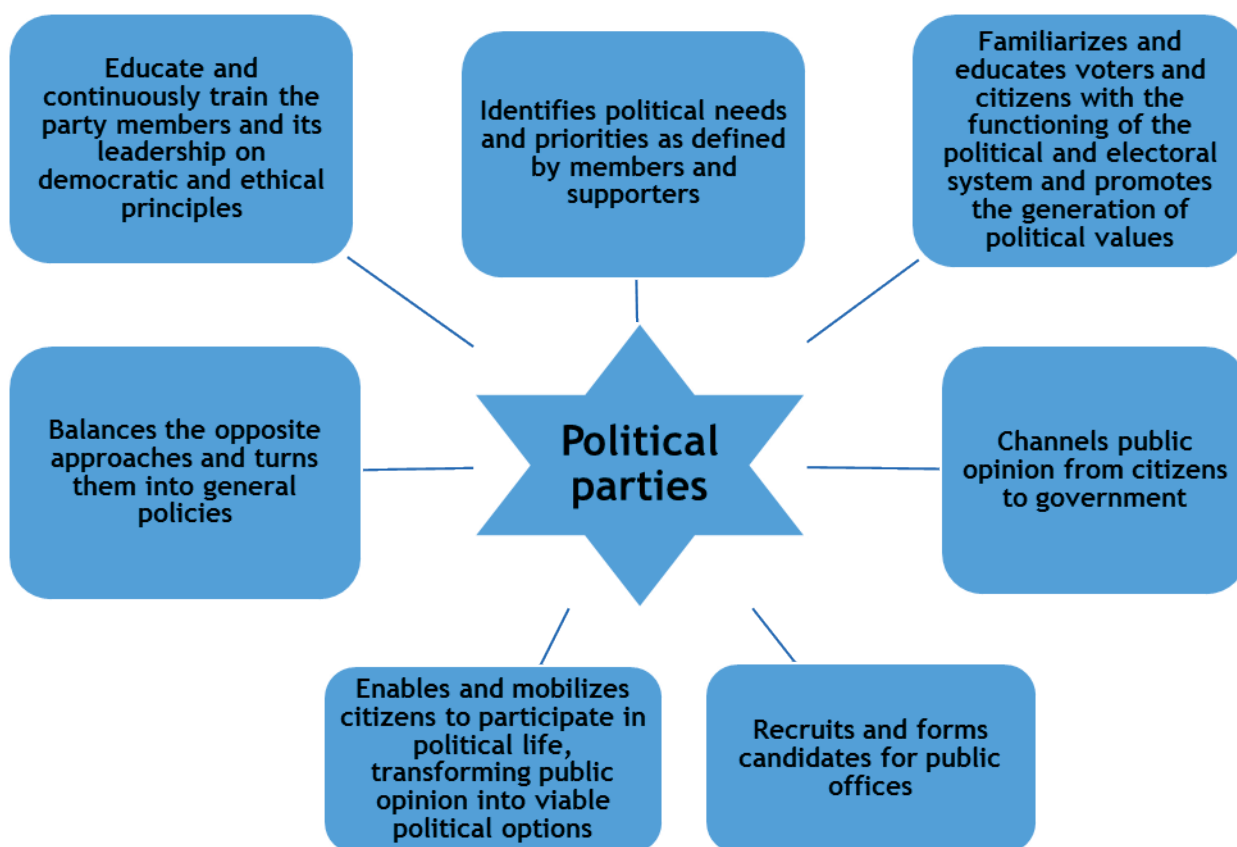 Educate and
continuously train the
party members and its
leadership on
democratic and ethical
principles
Identifies political needs
and priorities as defined
by members and
supporters
Familiarizes and
educates voters and
citizens with the
functioning of the
political and electoral
system and promotes
the generation of
political values
Balances the opposite
approaches and turns
them into general
policies
Political
parties
Channels public
opinion from citizens
to government
Enables and mobilizes
citizens to participate in
political life,
transforming public
opinion into viable
political options
Recruits and forms
candidates for public
offices